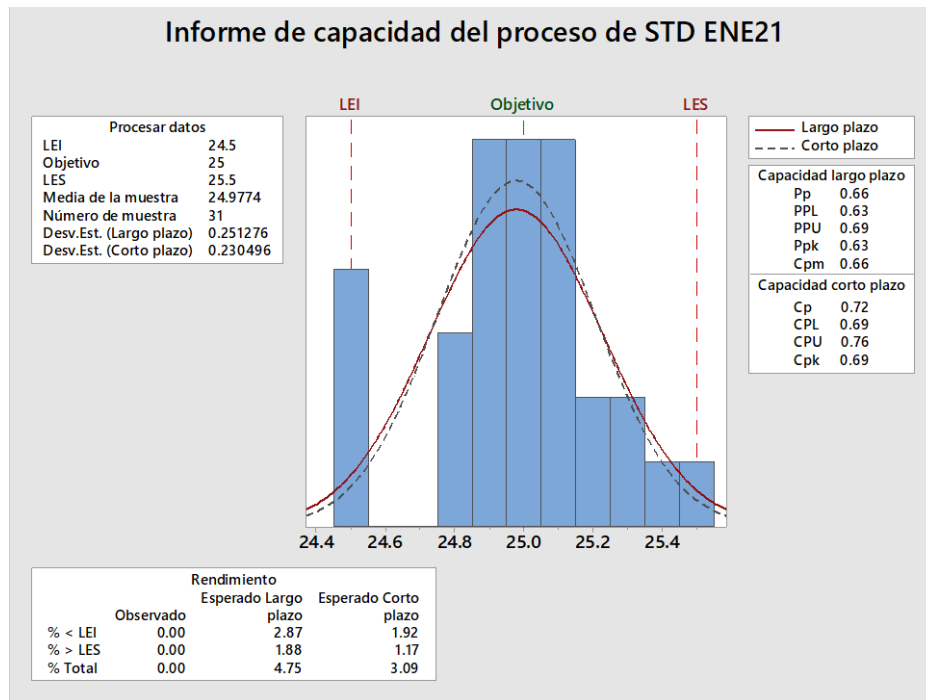 Informe de capacidad del proceso de STD ENE21
LEI Objetivo LES
Procesar datos
LEI 24.5
Objetivo 25
LES 25.5
Media de la muestra 24.9774
Número de muestra 31
Desv.Est. (Largo plazo) 0.251276
Desv.Est. (Corto plazo) 0.230496
Largo plazo
Corto plazo
Capacidad largo plazo
Pp 0.66
PPL 0.63
PPU 0.69
Ppk 0.63
Cpm 0.66
Capacidad corto plazo
Cp 0.72
CPL 0.69
CPU 0.76
Cpk 0.69
24.4 24.6 24.8 25.0 25.2 25.4
Rendimiento
Esperado Largo Esperado Corto
Observado plazo plazo
% < LEI 0.00 2.87 1.92
% > LES 0.00 1.88 1.17
% Total 0.00 4.75 3.09